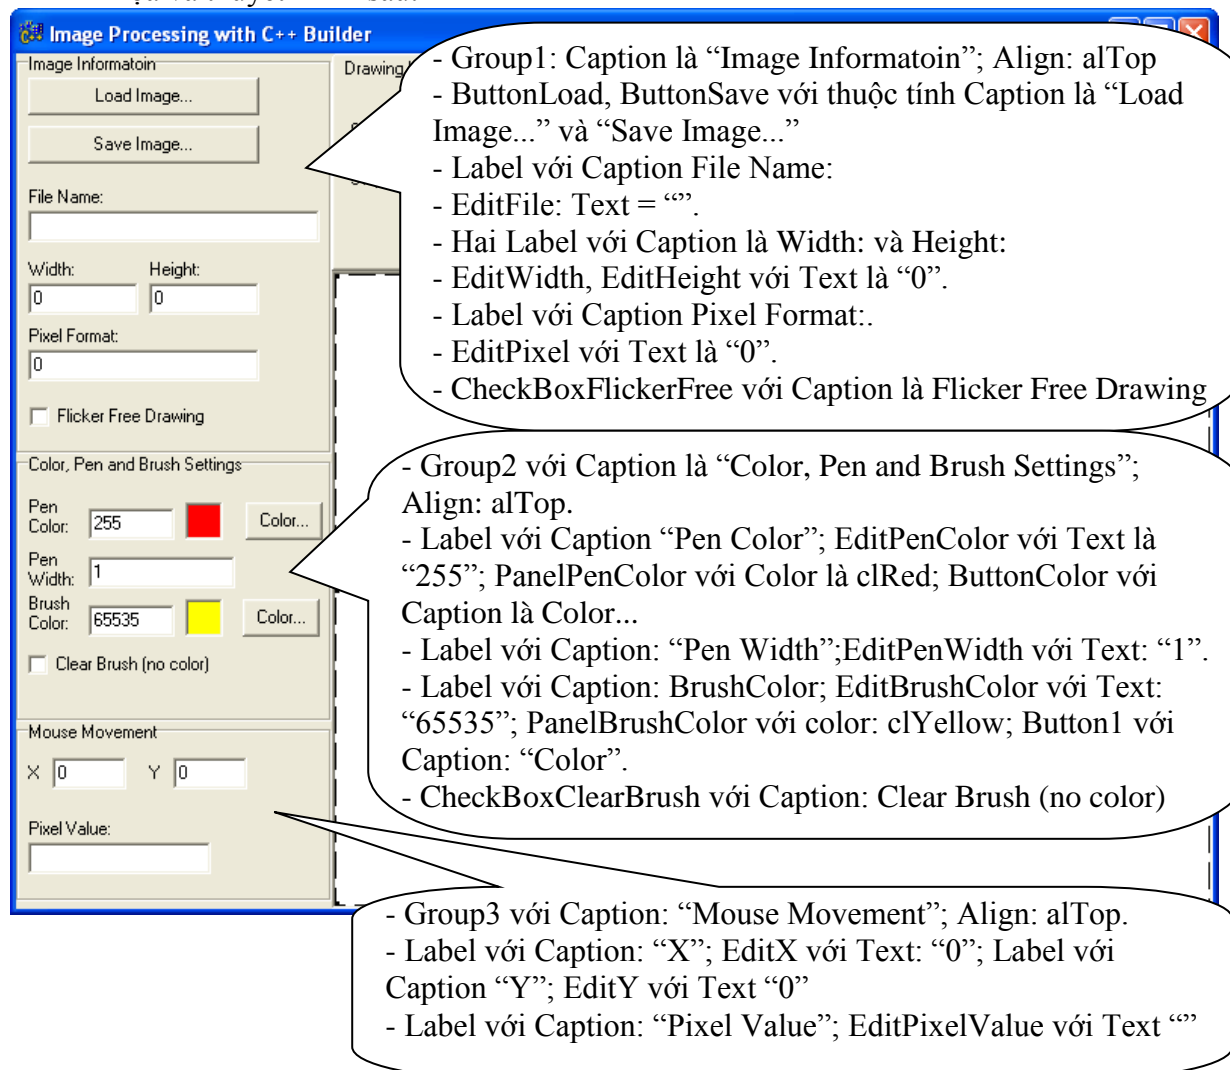 Image Processing with C++ Builder
Image Informatoin
Load Image...
Save Image...
File Name:
Width: Height:
0 0
Pixel Format:
0
Flicker Free Drawing
Color, Pen and Brush Settings
Pen
Color: 255 Color...
Pen
Width: 1
Brush
Color: 65535 Color...
Clear Brush (no color)
Mouse Movement
X 0 Y 0
Pixel Value:
Drawing
- Group1: Caption là “Image Informatoin”; Align: alTop
- ButtonLoad, ButtonSave với thuộc tính Caption là “Load
Image...” và “Save Image...”
- Label với Caption File Name:
- EditFile: Text = “”.
- Hai Label với Caption là Width: và Height:
- EditWidth, EditHeight với Text là “0”.
- Label với Caption Pixel Format:.
- EditPixel với Text là “0”.
- CheckBoxFlickerFree với Caption là Flicker Free Drawing
- Group2 với Caption là “Color, Pen and Brush Settings”;
Align: alTop.
- Label với Caption “Pen Color”; EditPenColor với Text là
“255”; PanelPenColor với Color là clRed; ButtonColor với
Caption là Color...
- Label với Caption: “Pen Width”;EditPenWidth với Text: “1”.
- Label với Caption: BrushColor; EditBrushColor với Text:
“65535”; PanelBrushColor với color: clYellow; Button1 với
Caption: “Color”.
- CheckBoxClearBrush với Caption: Clear Brush (no color)
- Group3 với Caption: “Mouse Movement”; Align: alTop.
- Label với Caption: “X”; EditX với Text: “0”; Label với
Caption “Y”; EditY với Text “0”
- Label với Caption: “Pixel Value”; EditPixelValue với Text “”